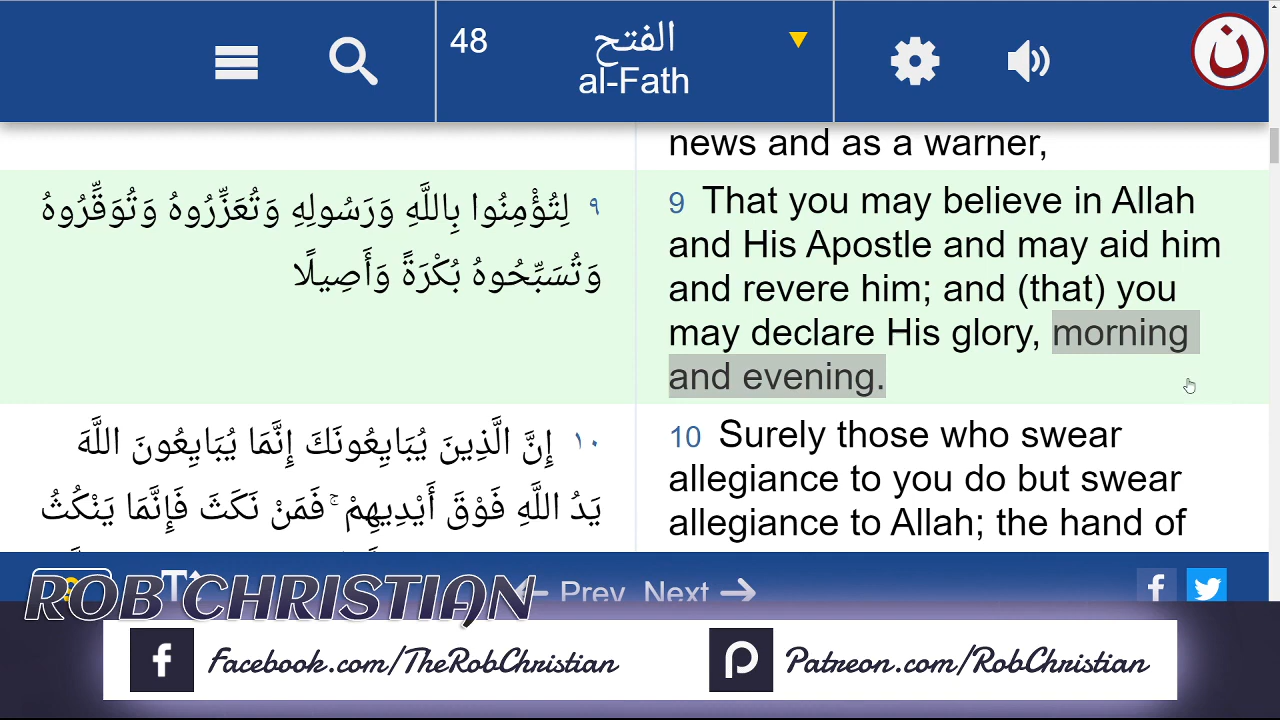 48
الفتح
al-Fath
ن
news and as a warner,
٩ لِتُؤْمِنُوا بِاللَّهِ وَرَسُولِهِ وَتُعَزِّرُوهُ وَتُوَقِّرُوهُ
وَتُسَبِّحُوهُ بُكْرَةً وَأَصِيلًا
9 That you may believe in Allah
and His Apostle and may aid him
and revere him; and (that) you
may declare His glory, morning
and evening.
١٠ إِنَّ الَّذِينَ يُبَايِعُونَكَ إِنَّمَا يُبَايِعُونَ اللَّهَ
يَدُ اللَّهِ فَوْقَ أَيْدِيهِمْ ۚ فَمَنْ نَكَثَ فَإِنَّمَا يَنْكُثُ
10 Surely those who swear
allegiance to you do but swear
allegiance to Allah; the hand of
Prev Next
ROB CHRISTIAN
Facebook.com/TheRobChristian
Patreon.com/RobChristian